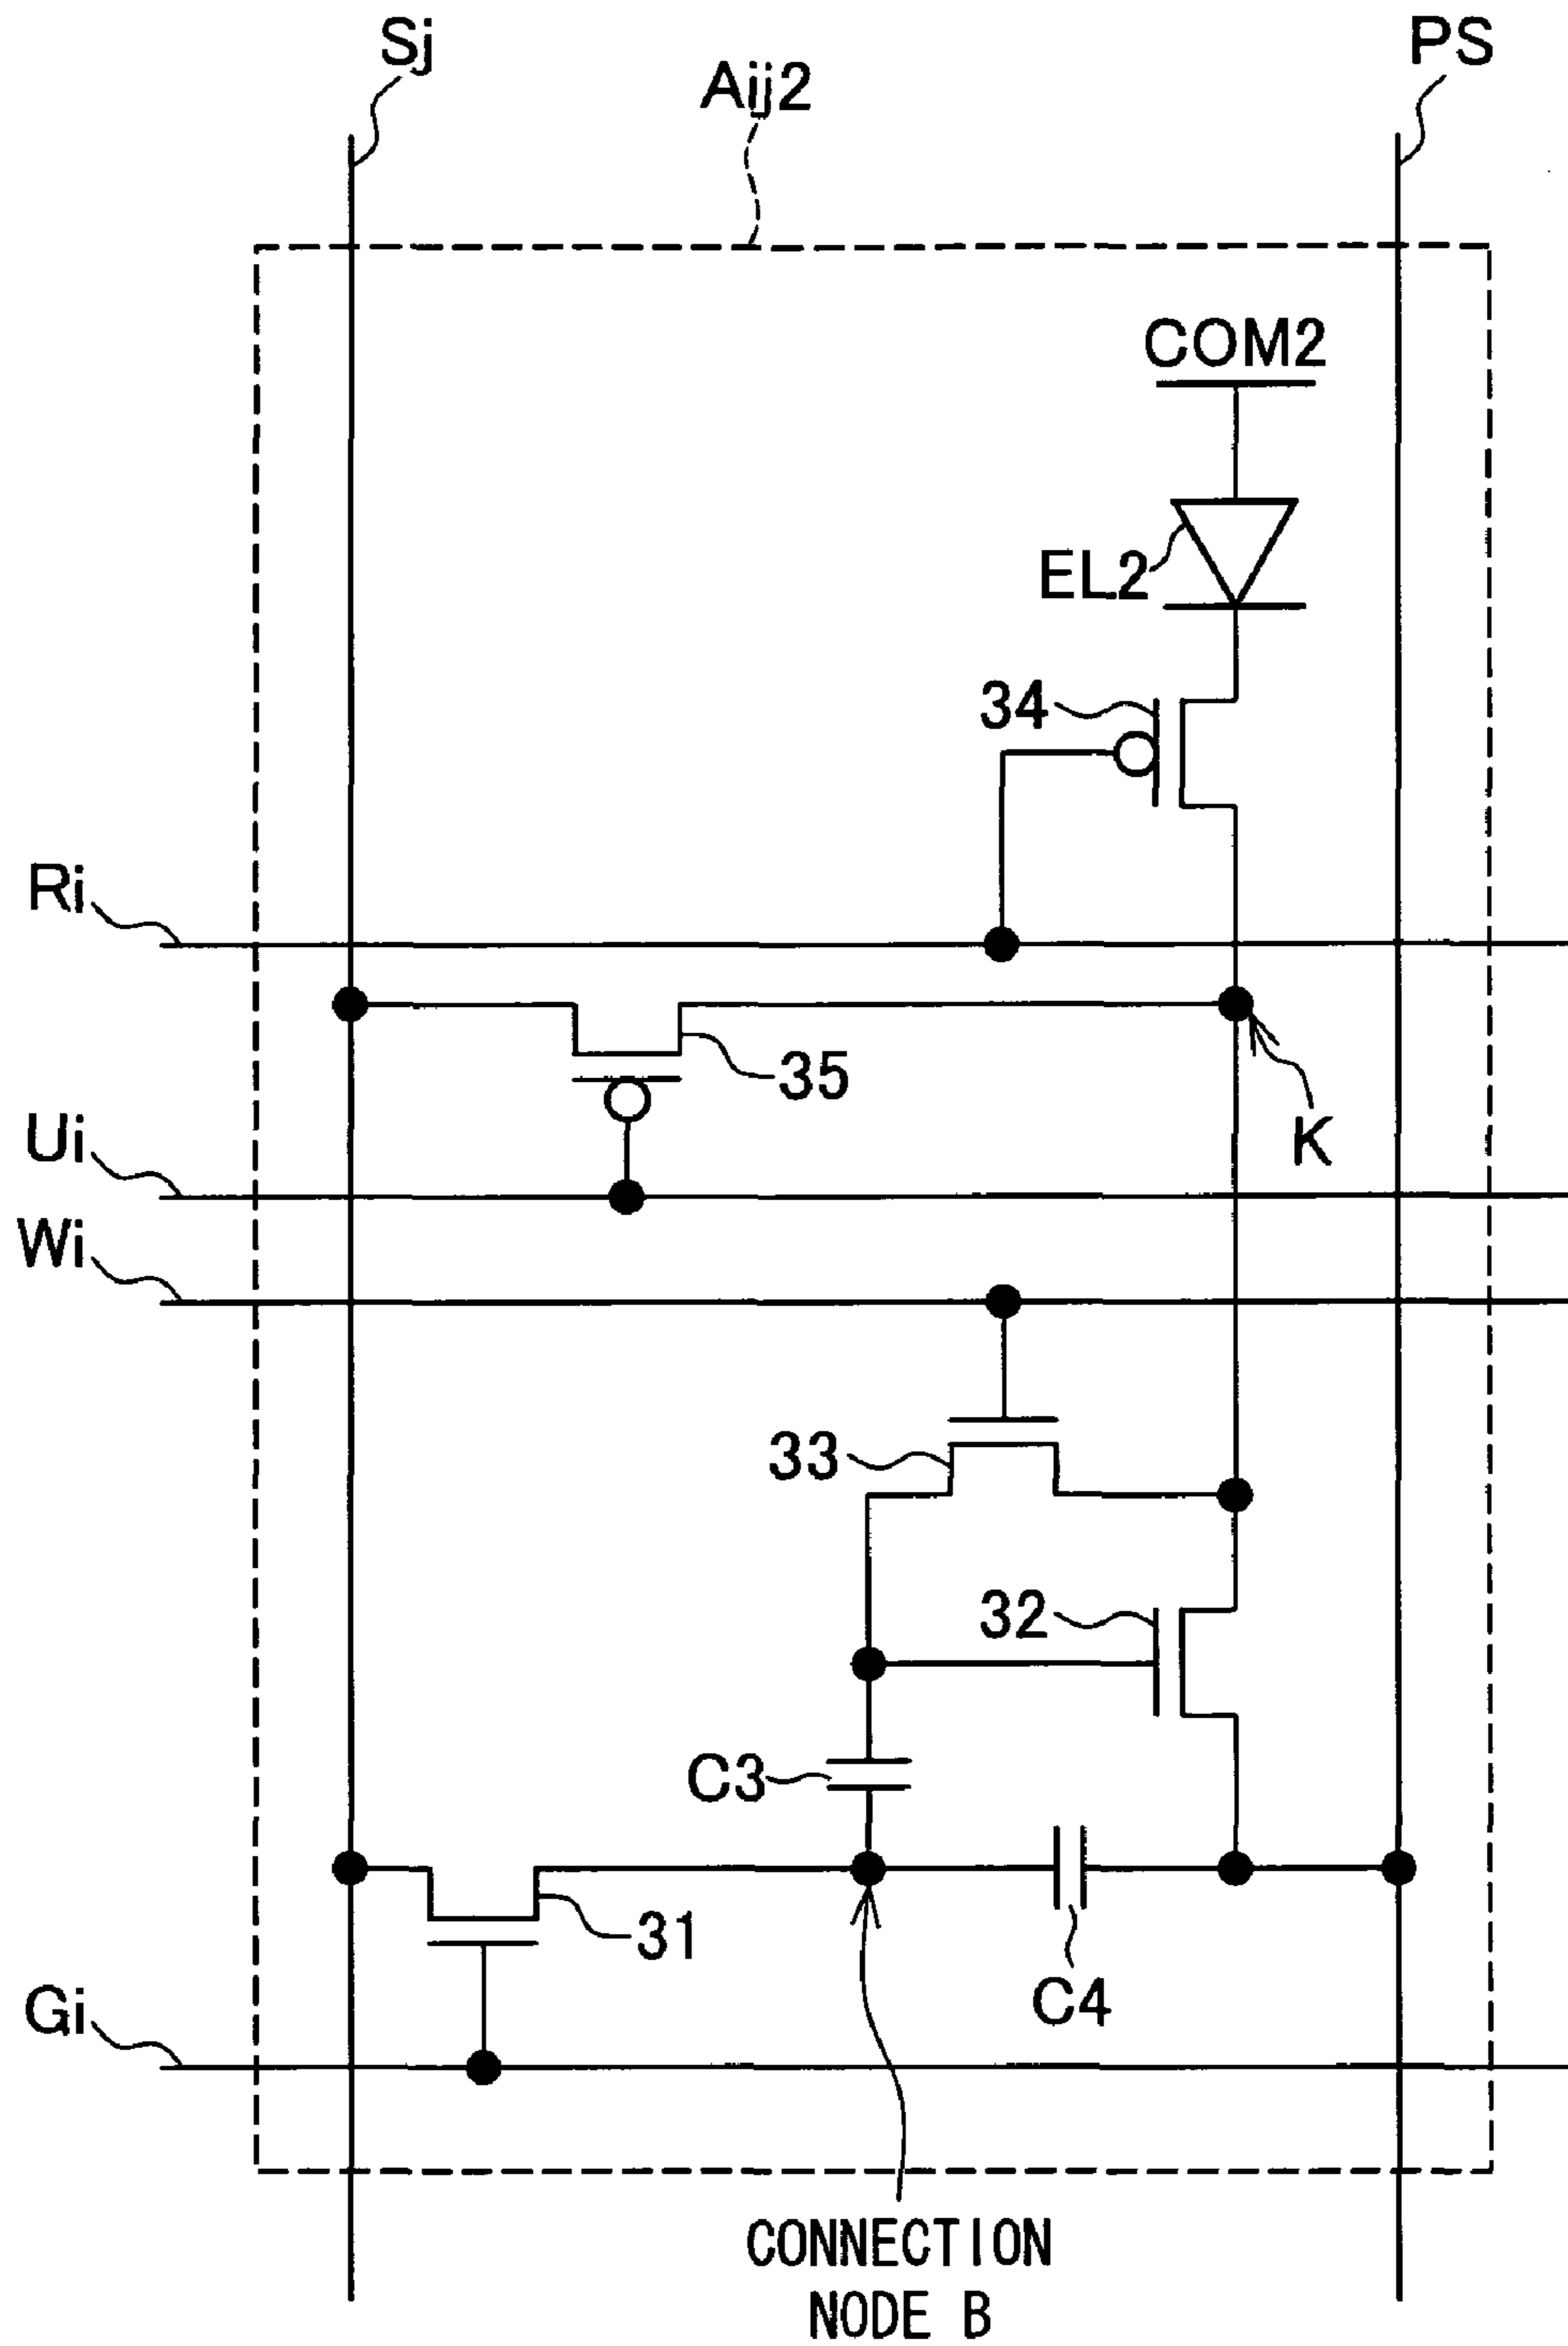 Sj
PS
Aij2
COM2
EL2
34
Ri
35
K
Ui
Wi
33
32
C3
31
C4
Gi
CONNECTION
NODE B